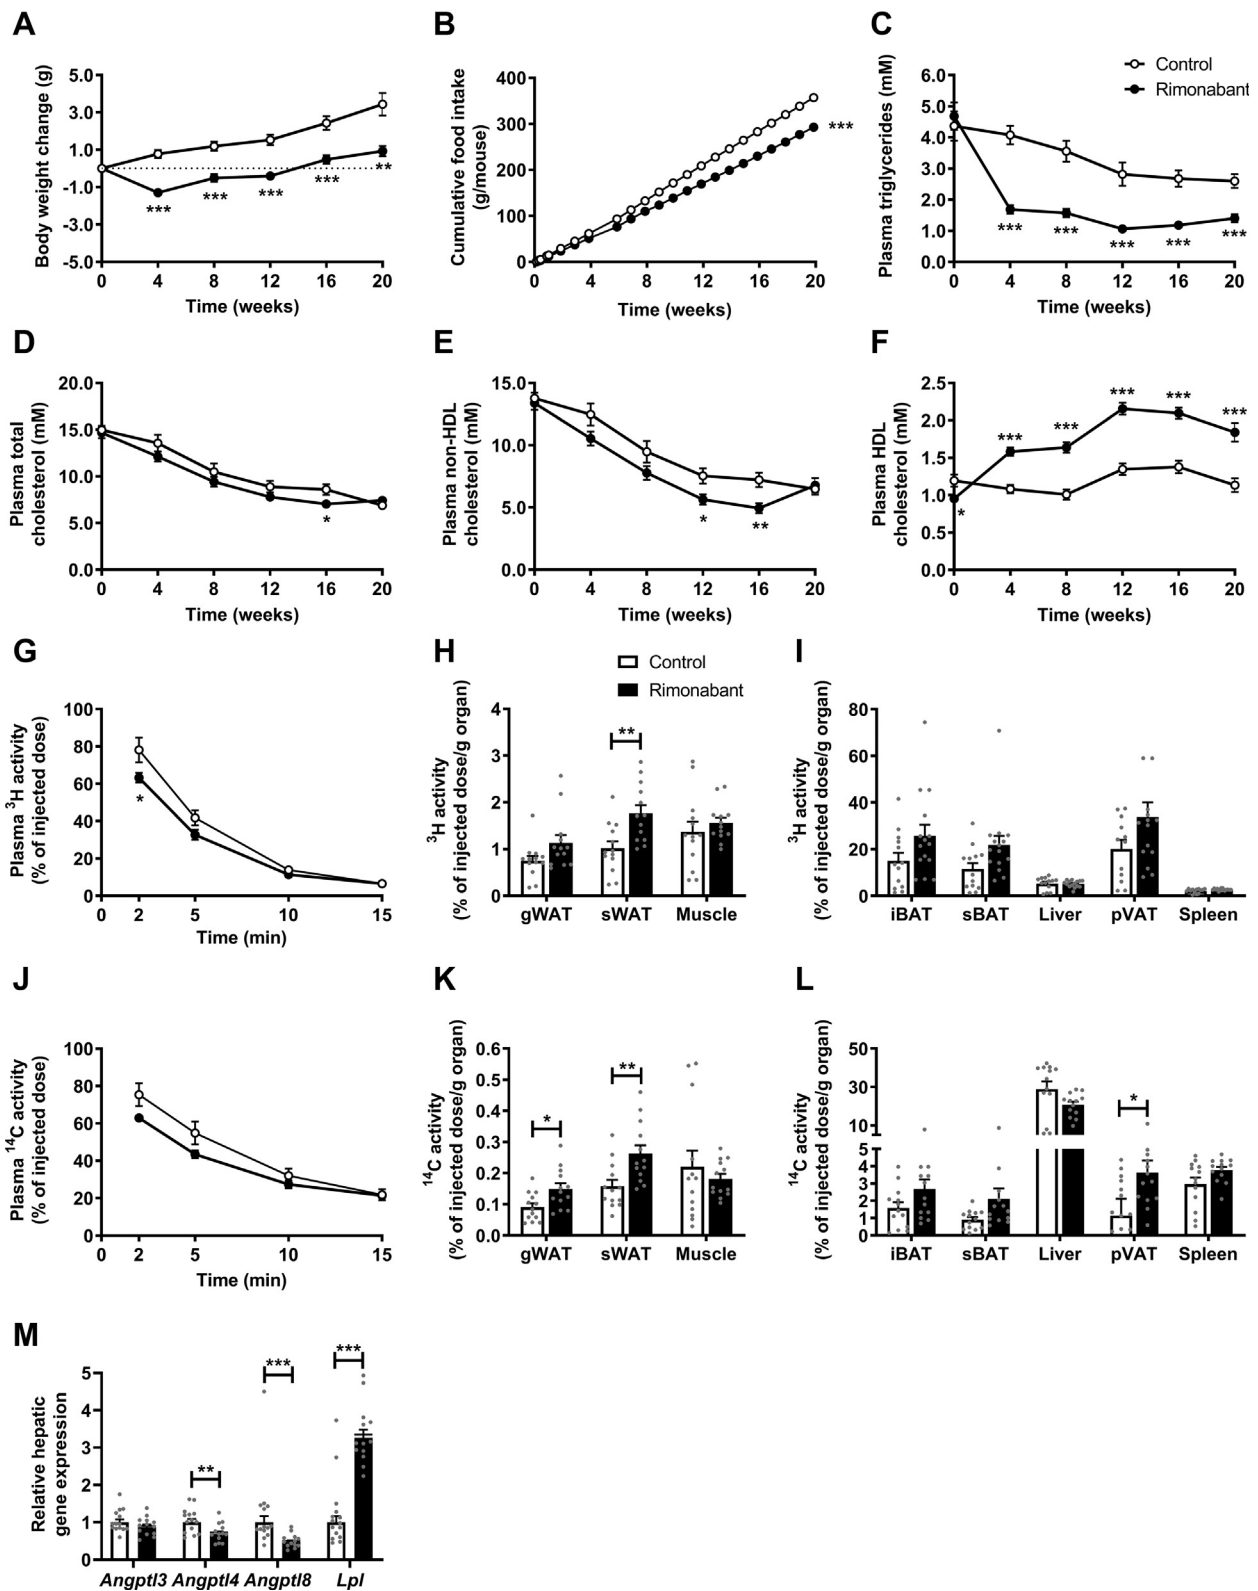 A
Body weight change (g)
5.0
3.0
1.0
-1.0
-3.0
-5.0
***
***
***
***
**
0 4 8 12 16 20
Time (weeks)
B
Cumulative food intake
(g/mouse)
400
300
200
100
0
***
0 4 8 12 16 20
Time (weeks)
C
Plasma triglycerides (mM)
Control
Rimonabant
6.0
5.0
4.0
3.0
2.0
1.0
0.0
***
***
***
***
***
0 4 8 12 16 20
Time (weeks)
D
Plasma total
cholesterol (mM)
20.0
15.0
10.0
5.0
0.0
*
0 4 8 12 16 20
Time (weeks)
E
Plasma non-HDL
cholesterol (mM)
15.0
10.0
5.0
0.0
*
**
0 4 8 12 16 20
Time (weeks)
F
Plasma HDL
cholesterol (mM)
2.5
2.0
1.5
1.0
0.5
0.0
*
***
***
***
***
***
0 4 8 12 16 20
Time (weeks)
G
Plasma ³H activity
(% of injected dose)
100
80
60
40
20
0
*
0 2 5 10 15
Time (min)
H
Control
Rimonabant
³H activity
(% of injected dose/g organ)
4
3
2
1
0
**
gWAT sWAT Muscle
I
³H activity
(% of injected dose/g organ)
80
60
40
20
0
iBAT sBAT Liver pVAT Spleen
J
Plasma ¹⁴C activity
(% of injected dose)
100
80
60
40
20
0
0 2 5 10 15
Time (min)
K
¹⁴C activity
(% of injected dose/g organ)
0.6
0.5
0.4
0.3
0.2
0.1
0.0
*
**
gWAT sWAT Muscle
L
¹⁴C activity
(% of injected dose/g organ)
50
30
10
5
4
3
2
1
0
*
iBAT sBAT Liver pVAT Spleen
M
Relative hepatic
gene expression
5
4
3
2
1
0
**
***
***
Angptl3 Angptl4 Angptl8 Lpl